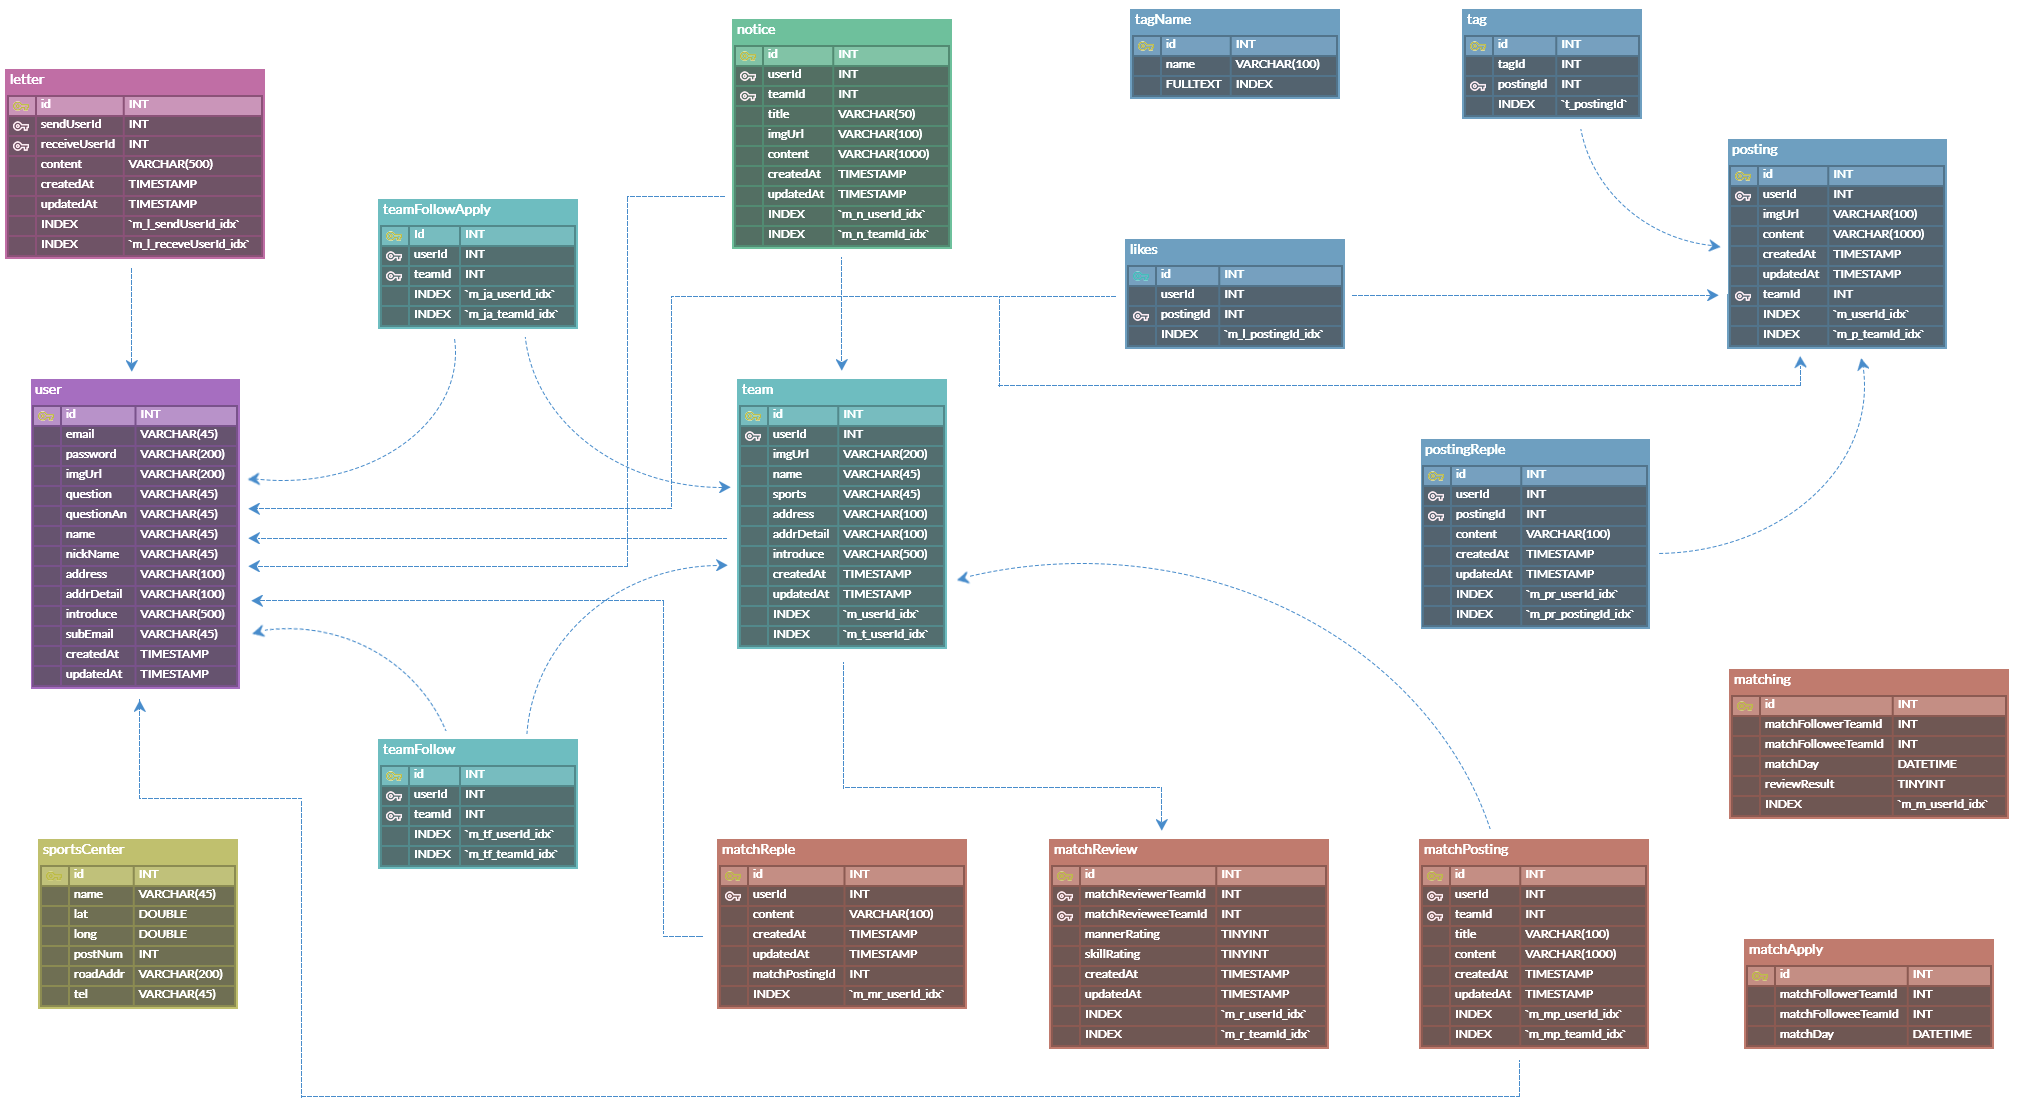 letter
id INT
sendUserId INT
receiveUserId INT
content VARCHAR(500)
createdAt TIMESTAMP
updatedAt TIMESTAMP
INDEX `m_l_sendUserId_idx`
INDEX `m_l_receveUserId_idx`
teamFollowApply
Id INT
userId INT
teamId INT
INDEX `m_ja_userId_idx`
INDEX `m_ja_teamId_idx`
notice
id INT
userId INT
teamId INT
title VARCHAR(50)
imgUrl VARCHAR(100)
content VARCHAR(1000)
createdAt TIMESTAMP
updatedAt TIMESTAMP
INDEX `m_n_userId_idx`
INDEX `m_n_teamId_idx`
tagName
id INT
name VARCHAR(100)
FULLTEXT INDEX
tag
id INT
tagId INT
postingId INT
INDEX `t_postingId`
posting
id INT
userId INT
imgUrl VARCHAR(100)
content VARCHAR(1000)
createdAt TIMESTAMP
updatedAt TIMESTAMP
teamId INT
INDEX `m_userId_idx`
INDEX `m_p_teamId_idx`
likes
id INT
userId INT
postingId INT
INDEX `m_l_postingId_idx`
user
id INT
email VARCHAR(45)
password VARCHAR(200)
imgUrl VARCHAR(200)
question VARCHAR(45)
questionAn VARCHAR(45)
name VARCHAR(45)
nickName VARCHAR(45)
address VARCHAR(100)
addrDetail VARCHAR(100)
introduce VARCHAR(500)
subEmail VARCHAR(45)
createdAt TIMESTAMP
updatedAt TIMESTAMP
team
id INT
userId INT
imgUrl VARCHAR(200)
name VARCHAR(45)
sports VARCHAR(45)
address VARCHAR(100)
addrDetail VARCHAR(100)
introduce VARCHAR(500)
createdAt TIMESTAMP
updatedAt TIMESTAMP
INDEX `m_userId_idx`
INDEX `m_t_userId_idx`
postingReple
id INT
userId INT
postingId INT
content VARCHAR(100)
createdAt TIMESTAMP
updatedAt TIMESTAMP
INDEX `m_pr_userId_idx`
INDEX `m_pr_postingId_idx`
matching
id INT
matchFollowerTeamId INT
matchFolloweeTeamId INT
matchDay DATETIME
reviewResult TINYINT
INDEX `m_m_userId_idx`
teamFollow
id INT
userId INT
teamId INT
INDEX `m_tf_userId_idx`
INDEX `m_tf_teamId_idx`
sportsCenter
id INT
name VARCHAR(45)
lat DOUBLE
long DOUBLE
postNum INT
roadAddr VARCHAR(200)
tel VARCHAR(45)
matchReple
id INT
userId INT
content VARCHAR(100)
createdAt TIMESTAMP
updatedAt TIMESTAMP
matchPostingId INT
INDEX `m_mr_userId_idx`
matchReview
id INT
matchReviewerTeamId INT
matchRevieweeTeamId INT
mannerRating TINYINT
skillRating TINYINT
createdAt TIMESTAMP
updatedAt TIMESTAMP
INDEX `m_r_userId_idx`
INDEX `m_r_teamId_idx`
matchPosting
id INT
userId INT
teamId INT
title VARCHAR(100)
content VARCHAR(1000)
createdAt TIMESTAMP
updatedAt TIMESTAMP
INDEX `m_mp_userId_idx`
INDEX `m_mp_teamId_idx`
matchApply
id INT
matchFollowerTeamId INT
matchFolloweeTeamId INT
matchDay DATETIME